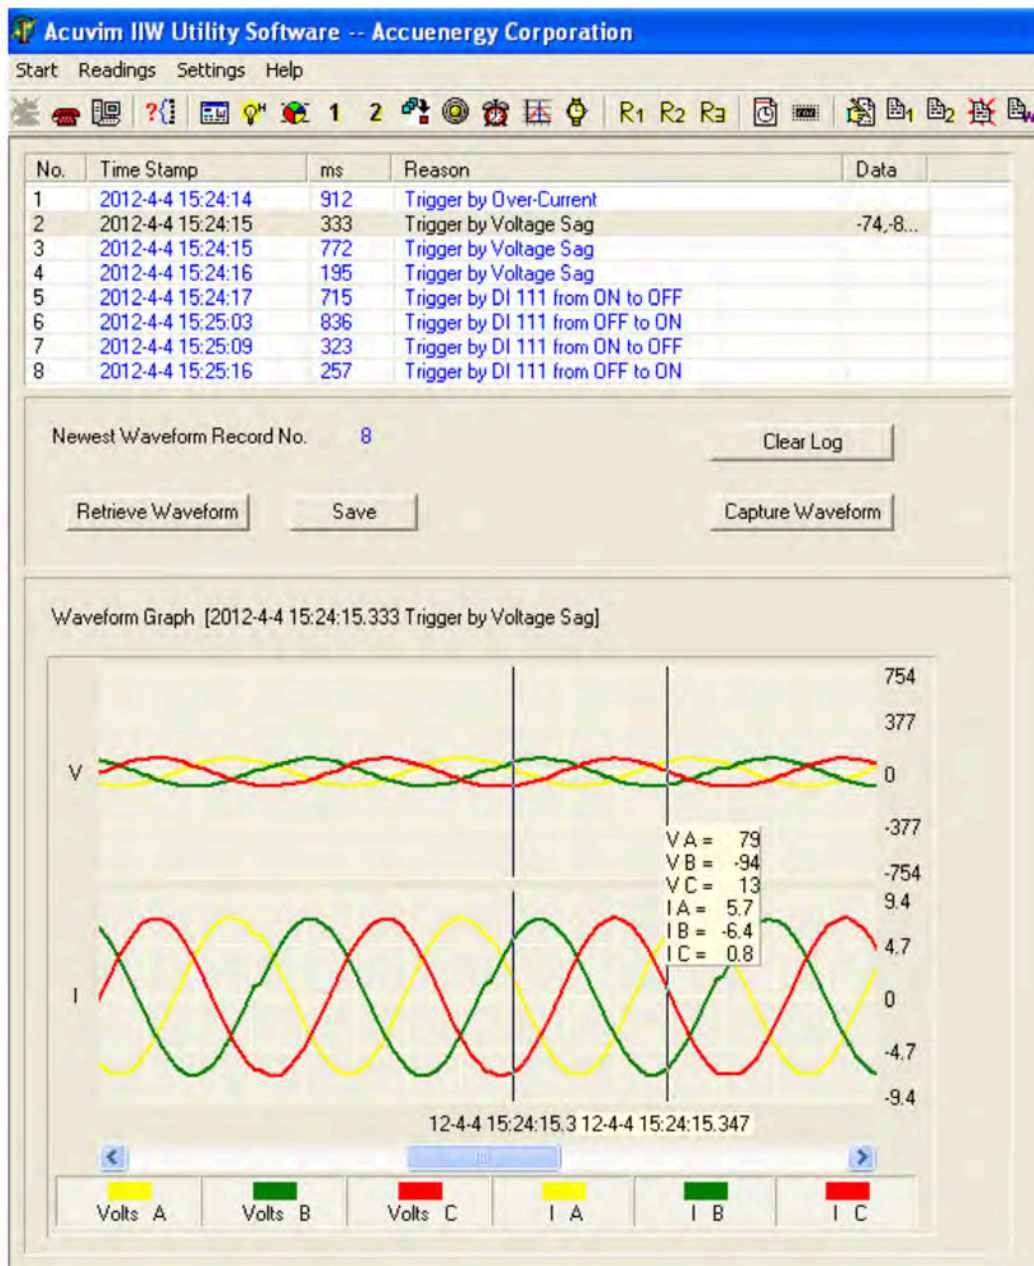 Acuvim IIW Utility Software -- Accuenergy Corporation
Start Readings Settings Help
?{} H 1 2 R1 R2 R3 1 2
No. Time Stamp ms Reason Data
1 2012-4-4 15:24:14 912 Trigger by Over-Current
2 2012-4-4 15:24:15 333 Trigger by Voltage Sag -74,-8...
3 2012-4-4 15:24:15 772 Trigger by Voltage Sag
4 2012-4-4 15:24:16 195 Trigger by Voltage Sag
5 2012-4-4 15:24:17 715 Trigger by DI 111 from ON to OFF
6 2012-4-4 15:25:03 836 Trigger by DI 111 from OFF to ON
7 2012-4-4 15:25:09 323 Trigger by DI 111 from ON to OFF
8 2012-4-4 15:25:16 257 Trigger by DI 111 from OFF to ON
Newest Waveform Record No. 8
Clear Log
Retrieve Waveform Save Capture Waveform
Waveform Graph [2012-4-4 15:24:15.333 Trigger by Voltage Sag]
754
377
V 0
-377
-754
V A = 79
V B = -94
V C = 13
I A = 5.7
I B = -6.4
I C = 0.8
9.4
4.7
I 0
-4.7
-9.4
12-4-4 15:24:15.3 12-4-4 15:24:15.347
Volts A Volts B Volts C I A I B I C